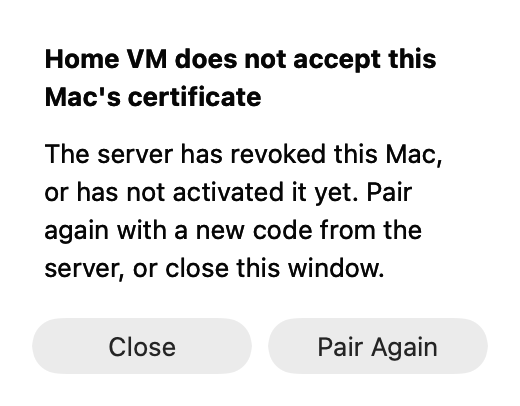 Home VM does not accept this
Mac's certificate
The server has revoked this Mac,
or has not activated it yet. Pair
again with a new code from the
server, or close this window.
Close
Pair Again